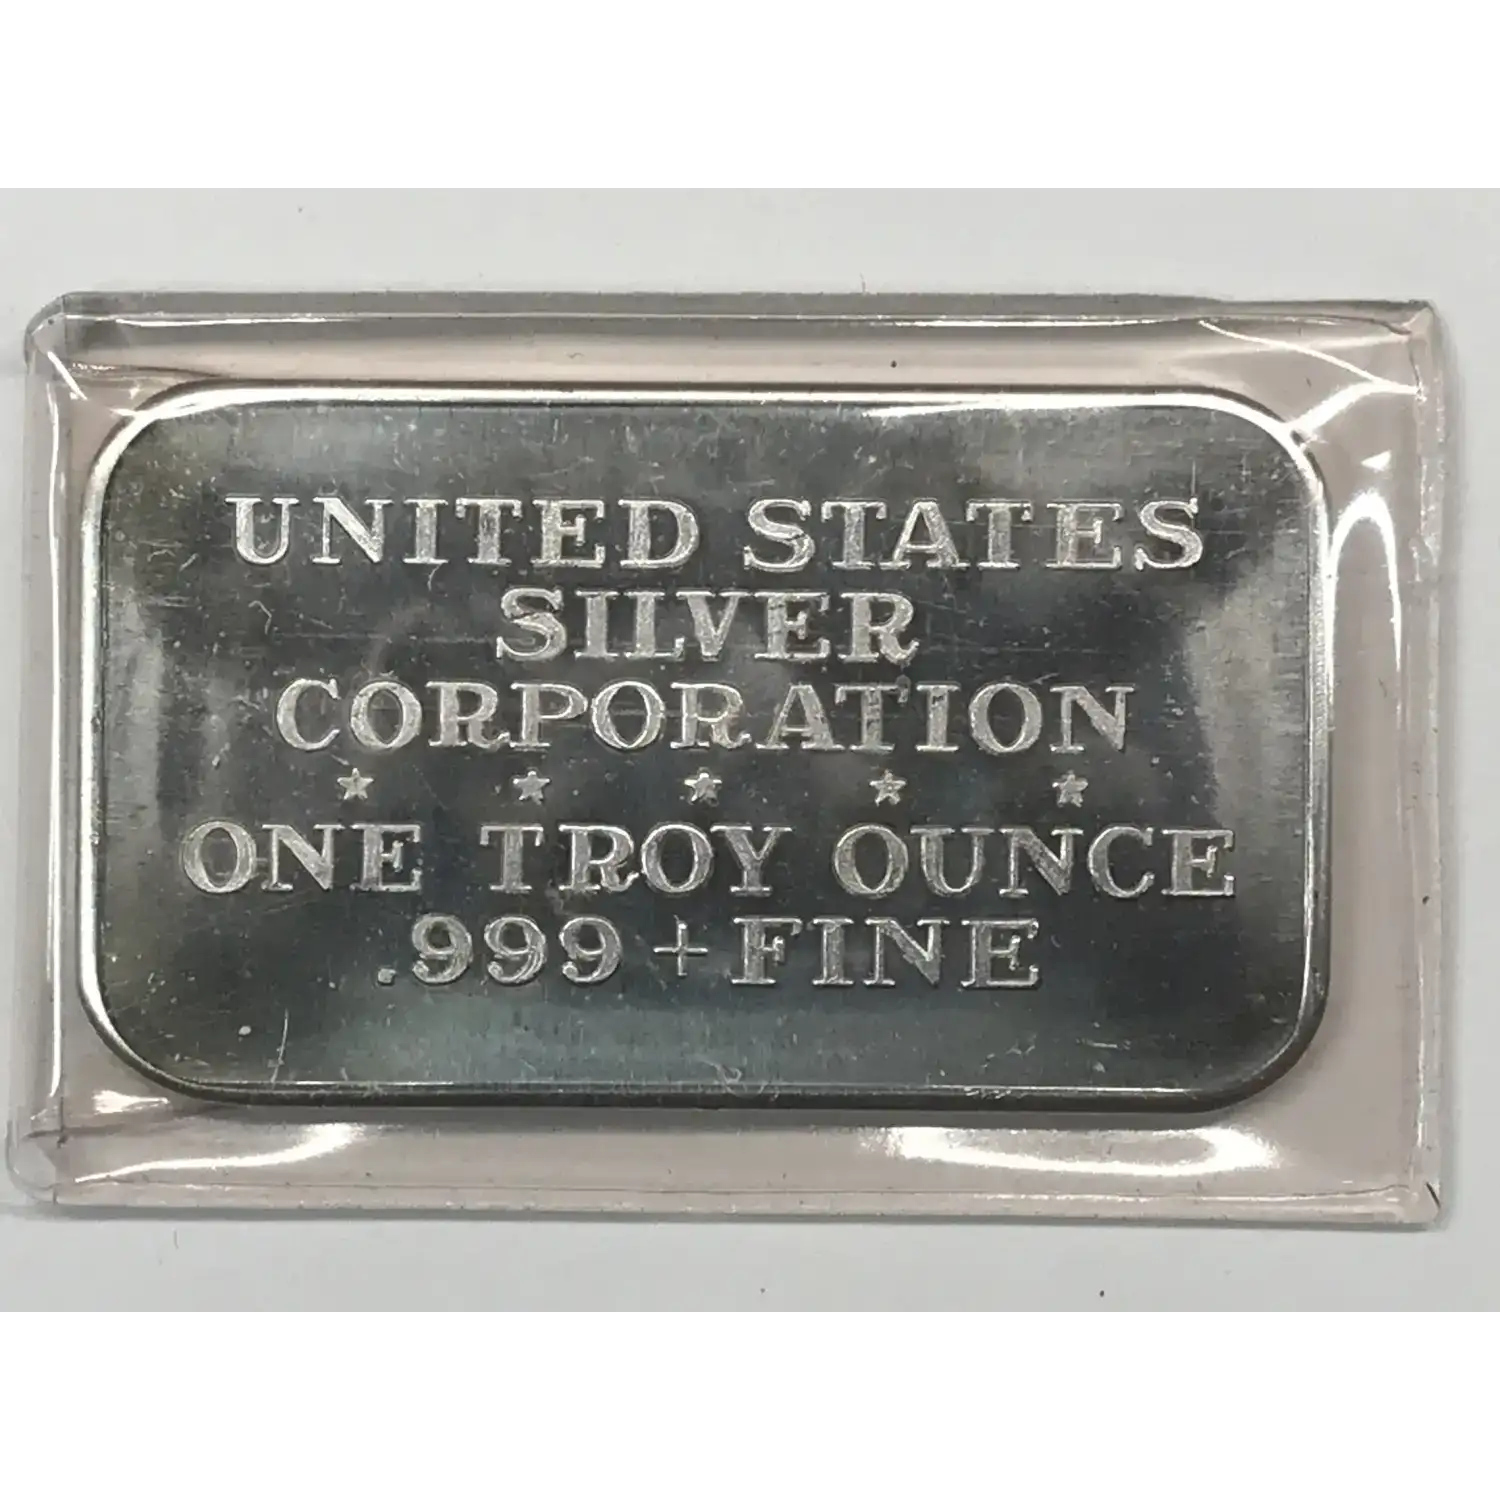 UNITED STATES
SILVER
CORPORATION
★ ★ ★ ★ ★
ONE TROY OUNCE
.999 + FINE